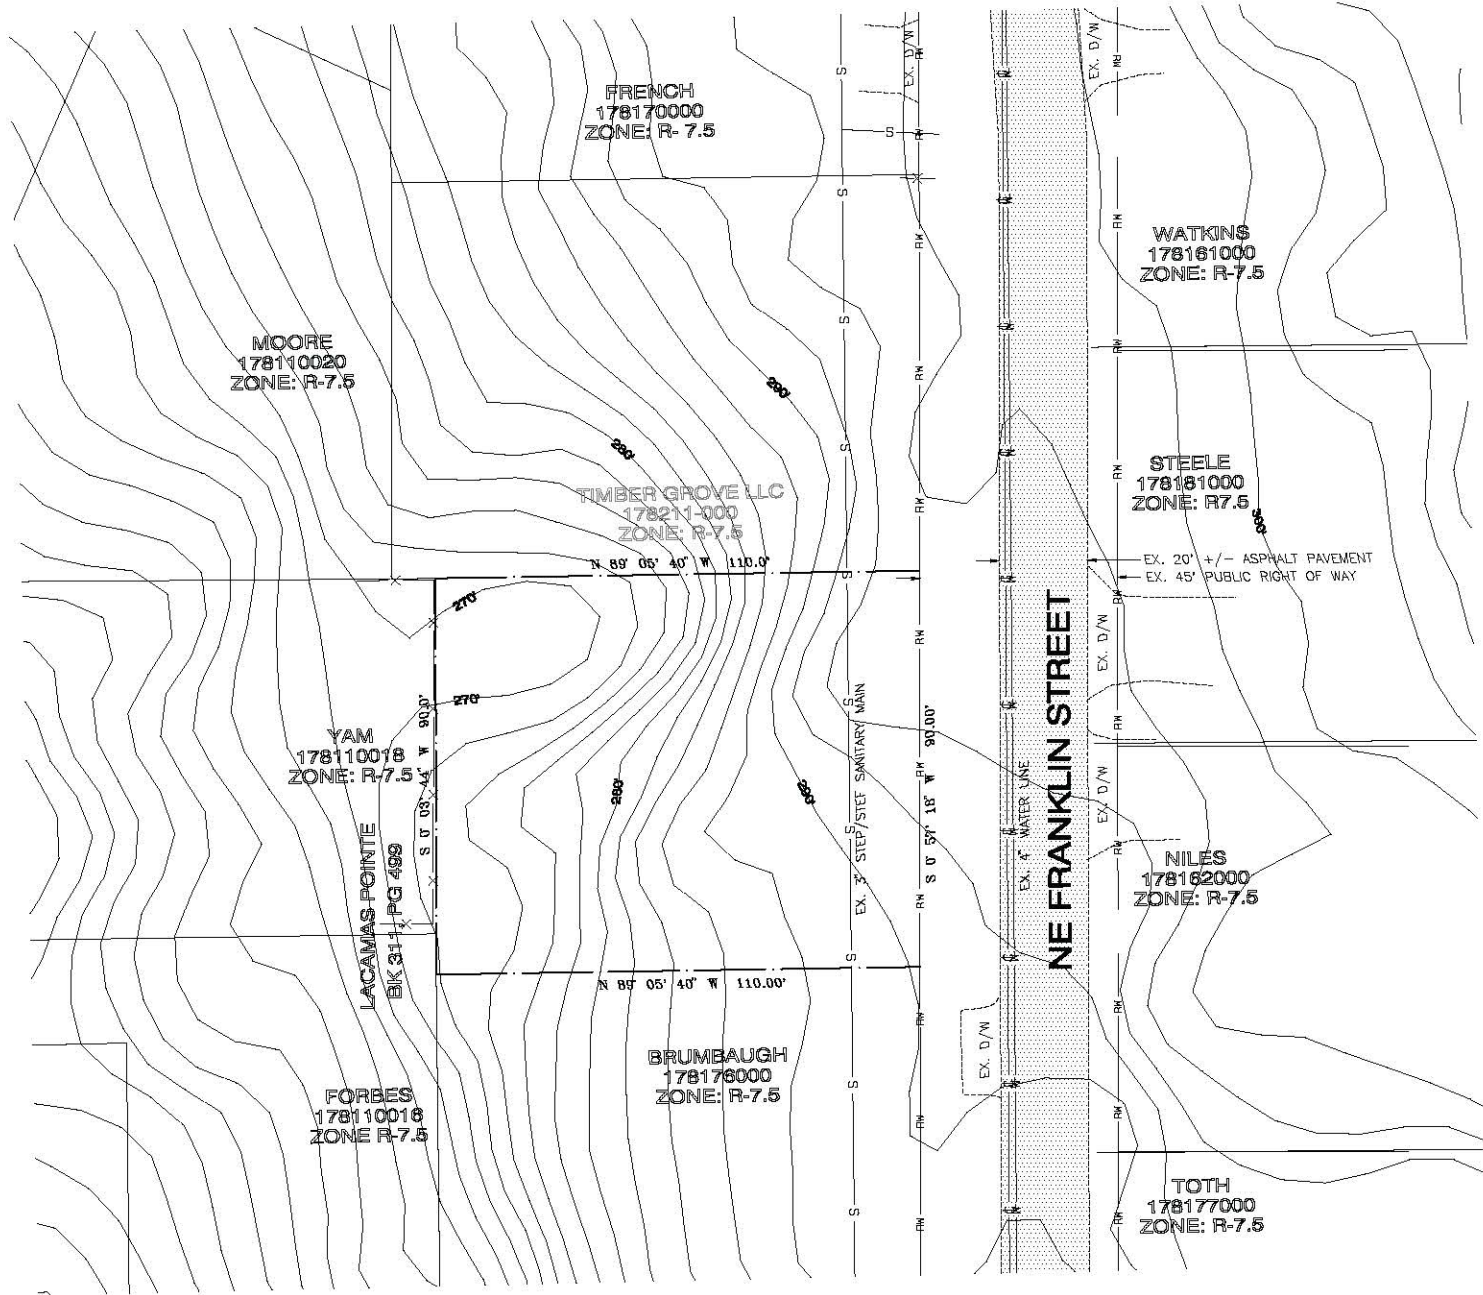 EX. D/W
EX. D/W
FRENCH
178170000
ZONE: R- 7.5
WATKINS
178161000
ZONE: R-7.5
MOORE
178110020
ZONE: R-7.5
290'
280'
STEELE
178181000
ZONE: R7.5
300'
TIMBER GROVE LLC
178211-000
ZONE: R-7.5
N 89° 05' 40" W 110.0'
EX. 20' +/- ASPHALT PAVEMENT
EX. 45' PUBLIC RIGHT OF WAY
270'
270'
EX. D/W
NE FRANKLIN STREET
S 0° 03' 44" W 90.0'
YAM
178110018
ZONE: R-7.5
280'
290'
EX. 3" STEP/STEF SANITARY MAIN
S 0° 57' 18" W 90.00'
EX. 4" WATER LINE
EX. D/W
LACAMAS POINTE
BK 311, PG 499
NILES
178162000
ZONE: R-7.5
N 89° 05' 40" W 110.00'
EX. D/W
BRUMBAUGH
178176000
ZONE: R-7.5
FORBES
178110016
ZONE R-7.5
TOTH
178177000
ZONE: R-7.5